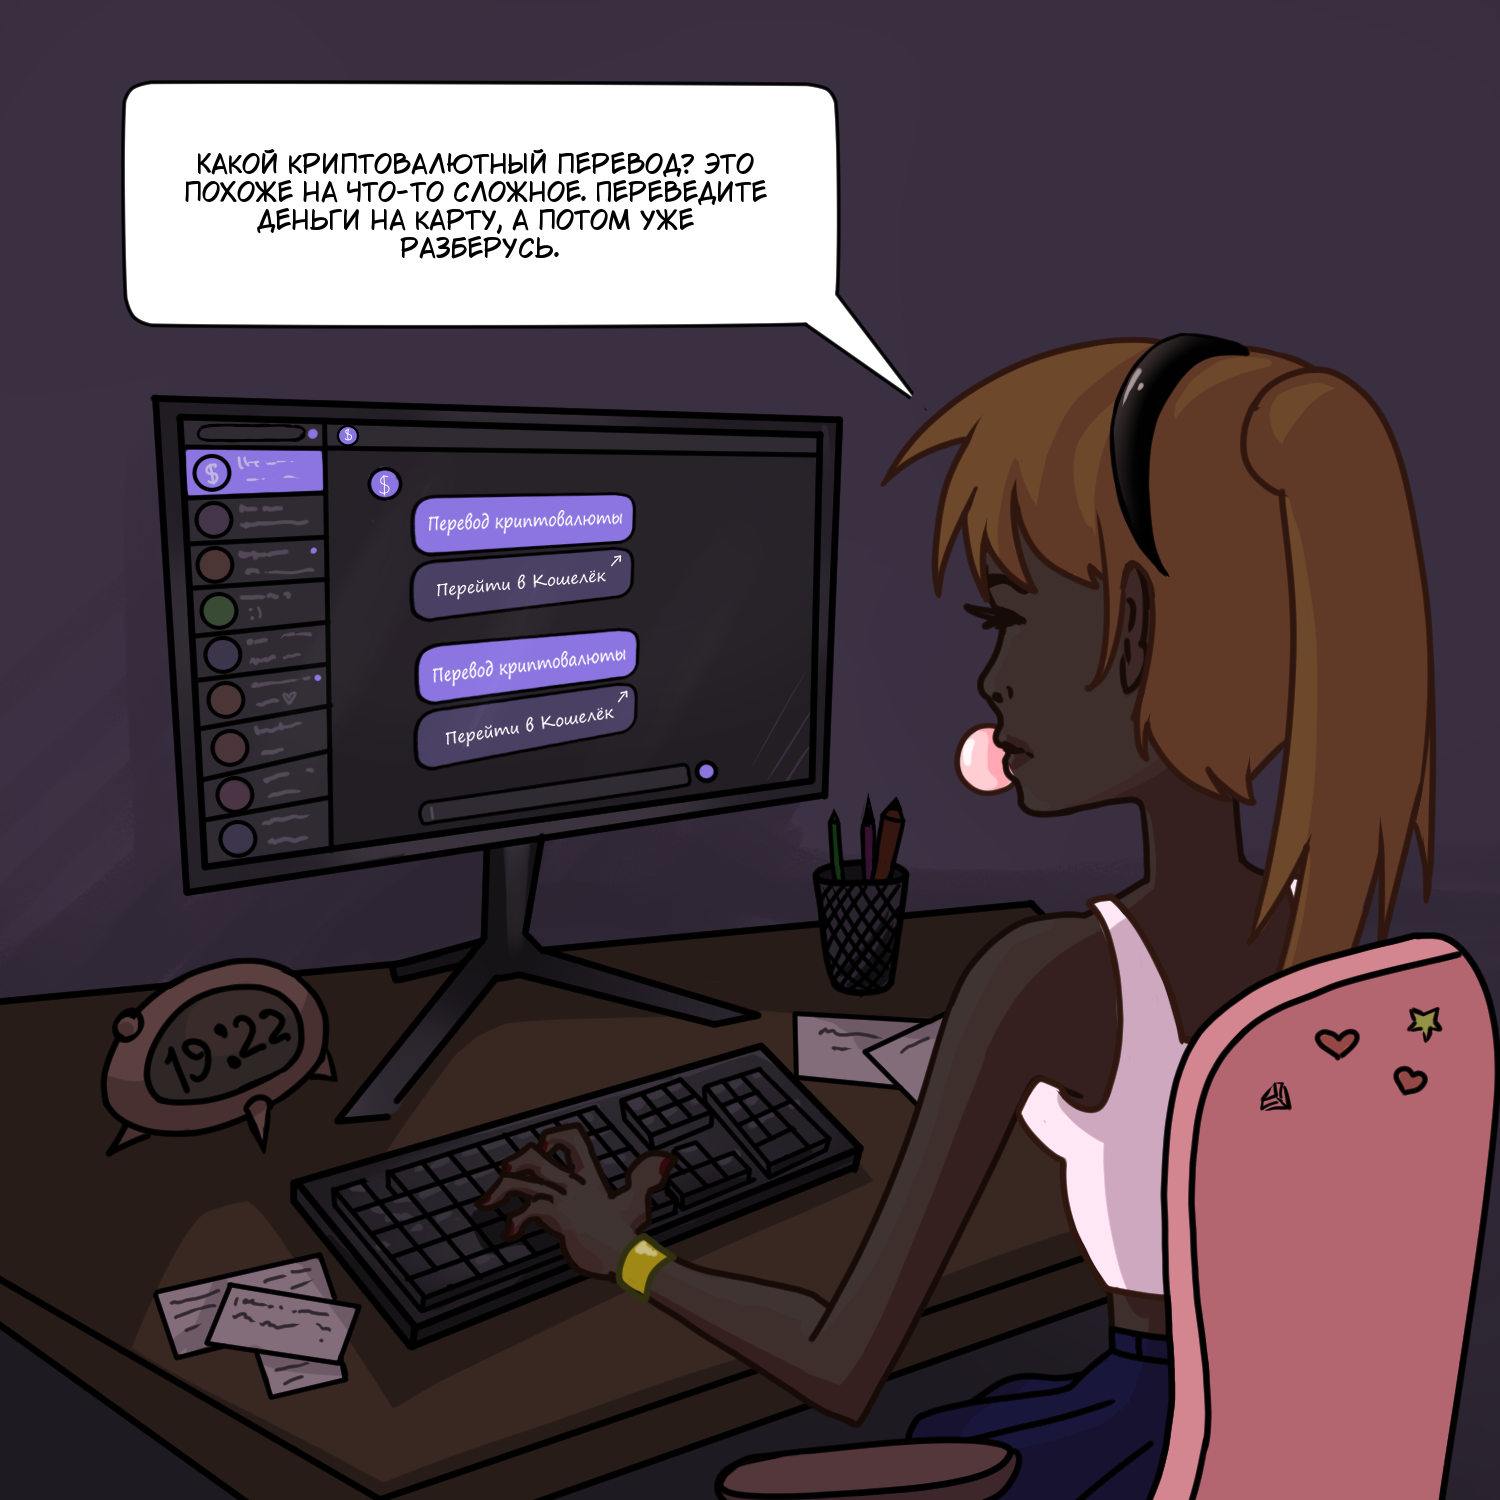 КАКОЙ КРИПТОВАЛЮТНЫЙ ПЕРЕВОД? ЭТО
ПОХОЖЕ НА ЧТО-ТО СЛОЖНОЕ. ПЕРЕВЕДИТЕ
ДЕНЬГИ НА КАРТУ, А ПОТОМ УЖЕ
РАЗБЕРУСЬ.
$
$
$
Перевод криптовалюты
Перейти в Кошелёк
:)
Перевод криптовалюты
Перейти в Кошелёк
19:22